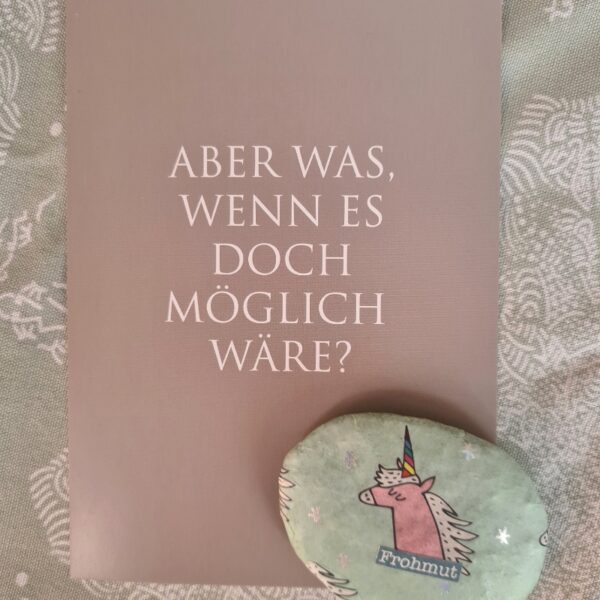 ABER WAS,
WENN ES
DOCH
MÖGLICH
WÄRE?
Frohmut